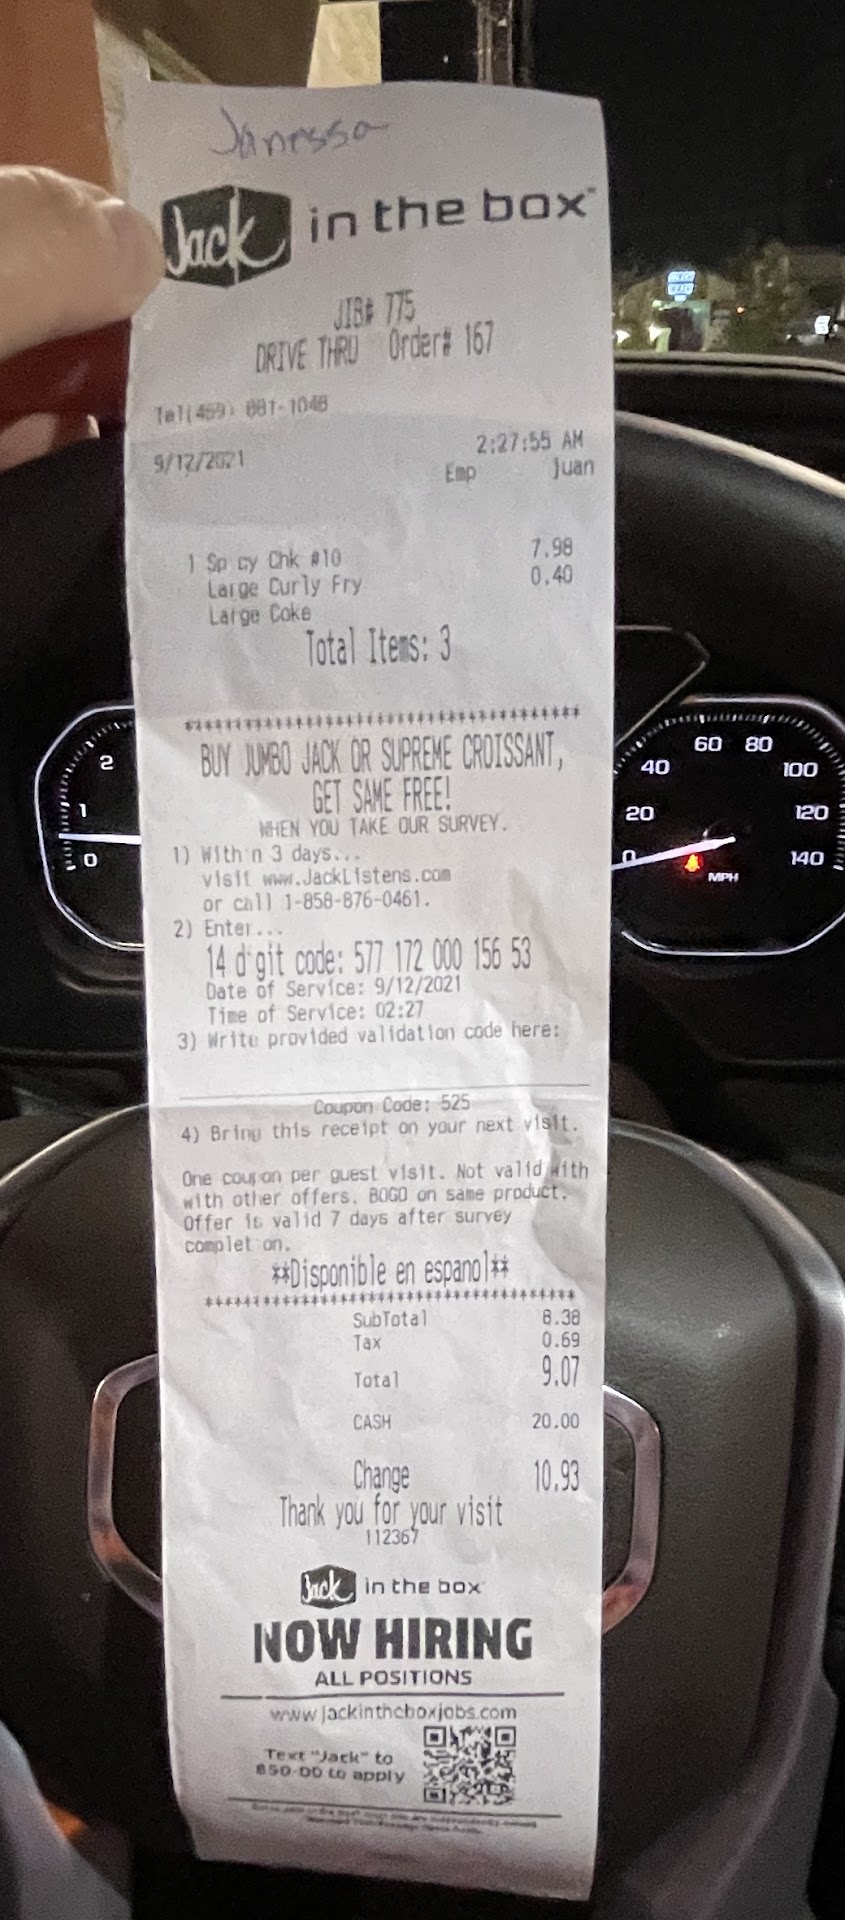 Janessa
Jack in the box
JIB# 775
DRIVE THRU Order# 167
9/12/2021 2:27:55 AM
Emp Juan
1 Spicy Chk #10 7.98
Large Curly Fry 0.40
Large Coke
Total Items: 3
****************************************
BUY JUMBO JACK OR SUPREME CROISSANT,
GET SAME FREE!
WHEN YOU TAKE OUR SURVEY.
1) Within 3 days...
visit www.JackListens.com
or call 1-858-876-0461.
2) Enter...
14 digit code: 577 172 000 156 53
Date of Service: 9/12/2021
Time of Service: 02:27
3) Write provided validation code here:
Coupon Code: 525
4) Bring this receipt on your next visit.
One coupon per guest visit. Not valid with
with other offers. BOGO on same product.
Offer is valid 7 days after survey
completion.
**Disponible en espanol**
****************************************
SubTotal 8.38
Tax 0.69
Total 9.07
CASH 20.00
Change 10.93
Thank you for your visit
112367
Jack in the box
NOW HIRING
ALL POSITIONS
www.jackintheboxjobs.com
Text "Jack" to
850-00 to apply
2
1
0
0
20
40
60
80
100
120
140
MPH